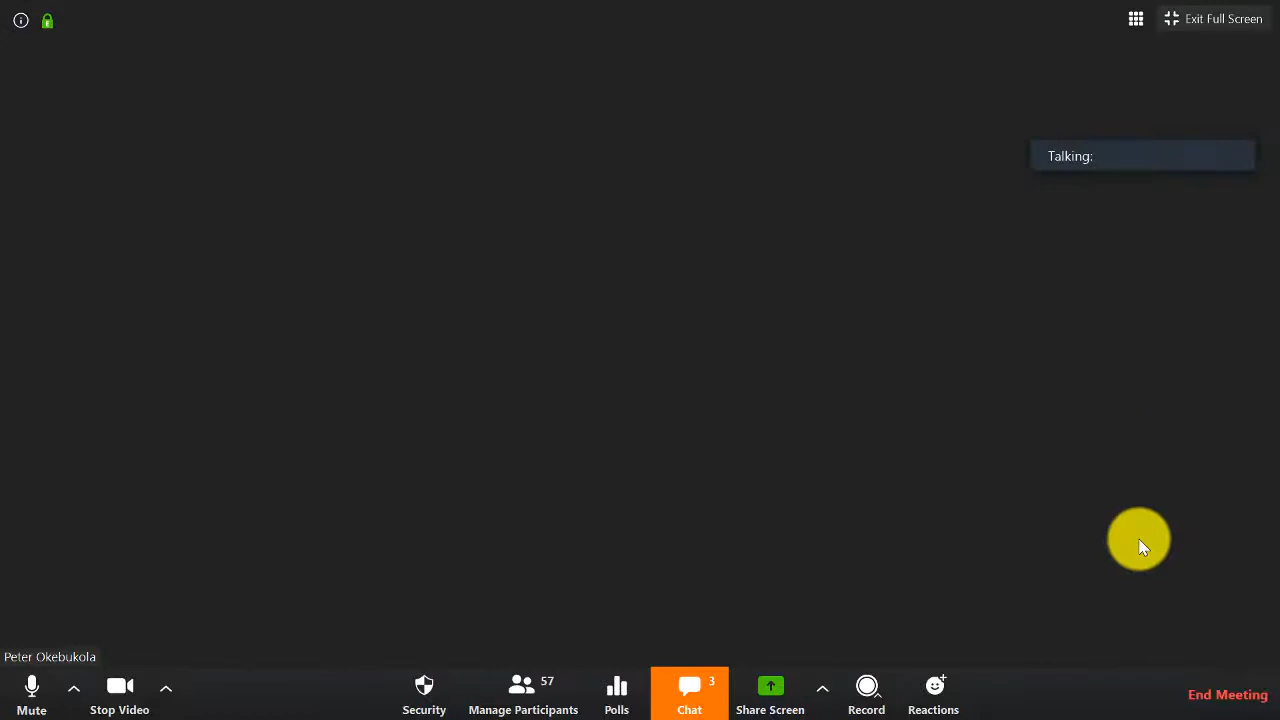 Exit Full Screen
Talking:
Peter Okebukola
57
3
Mute
Stop Video
Security
Manage Participants
Polls
Chat
Share Screen
Record
Reactions
End Meeting